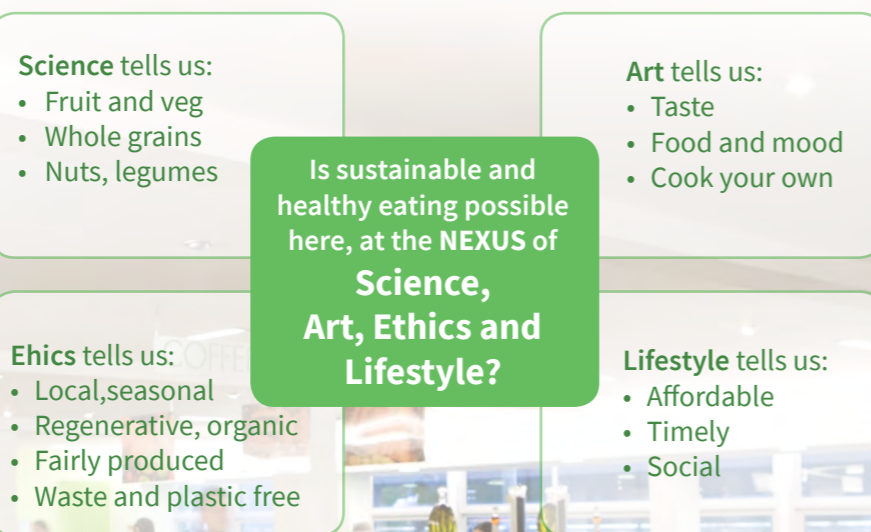 Science tells us:
• Fruit and veg
• Whole grains
• Nuts, legumes
Art tells us:
• Taste
• Food and mood
• Cook your own
Is sustainable and
healthy eating possible
here, at the NEXUS of
Science,
Art, Ethics and
Lifestyle?
Ehics tells us:
• Local,seasonal
• Regenerative, organic
• Fairly produced
• Waste and plastic free
Lifestyle tells us:
• Affordable
• Timely
• Social